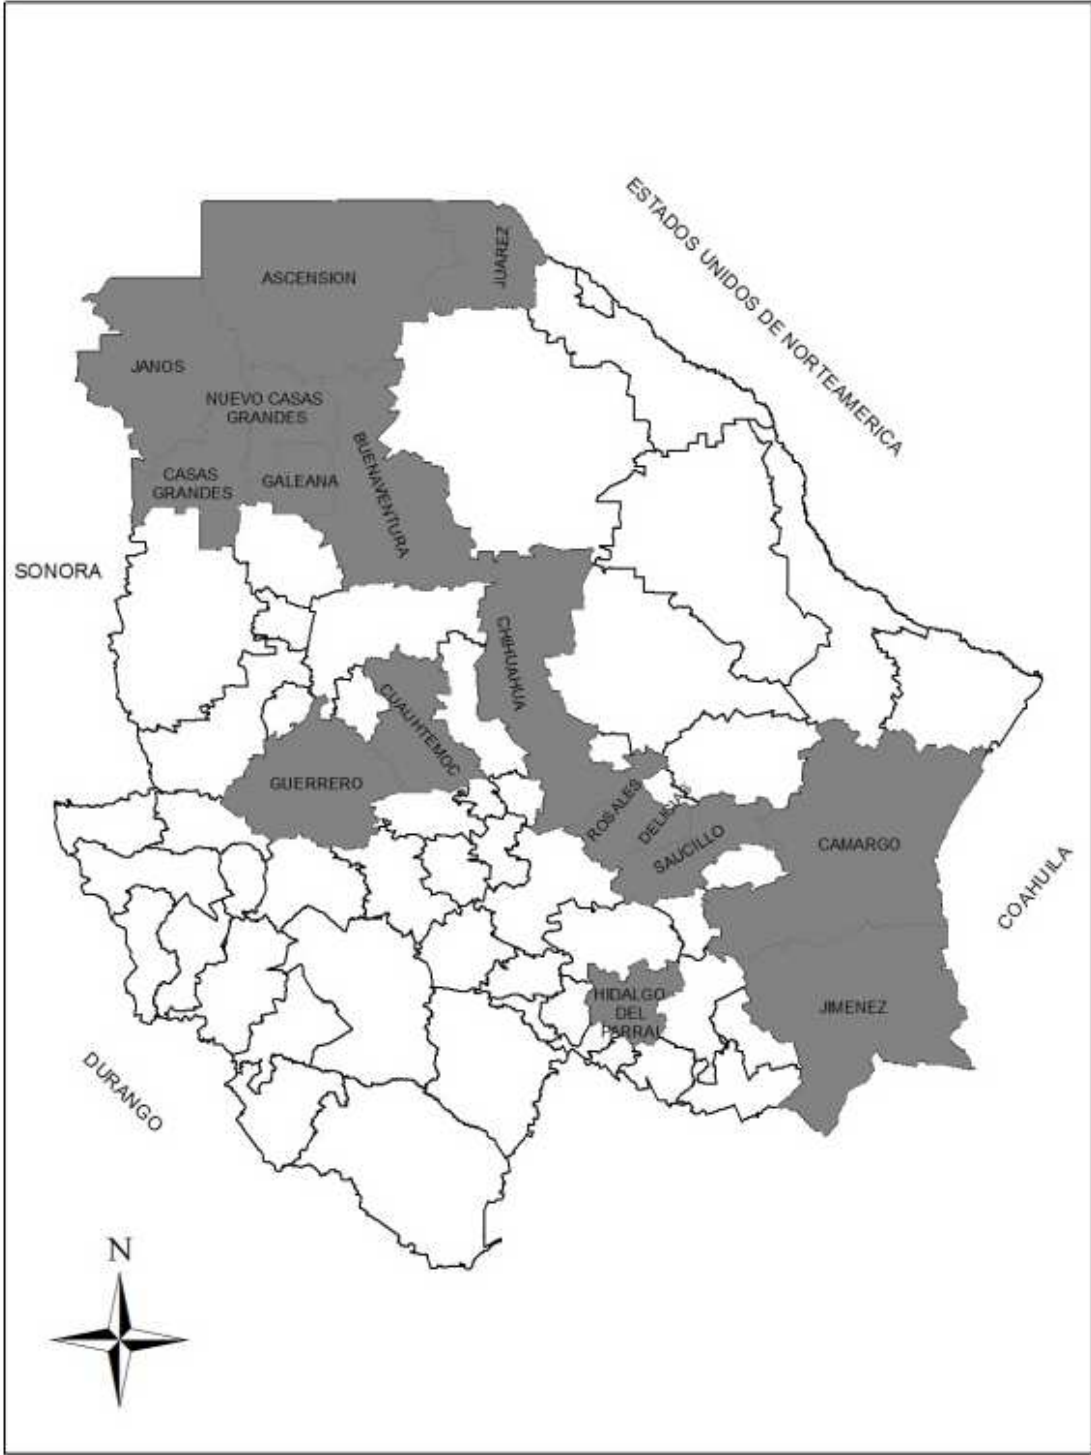 ESTADOS UNIDOS DE NORTEAMERICA
JUAREZ
ASCENSION
JANOS
NUEVO CASAS
GRANDES
BUENAVENTURA
CASAS
GRANDES
GALEANA
SONORA
CHIHUAHUA
CUAUHTEMOC
GUERRERO
ROSALES
DELICIAS
SAUCILLO
CAMARGO
COAHUILA
HIDALGO
DEL
PARRAL
JIMENEZ
DURANGO
N